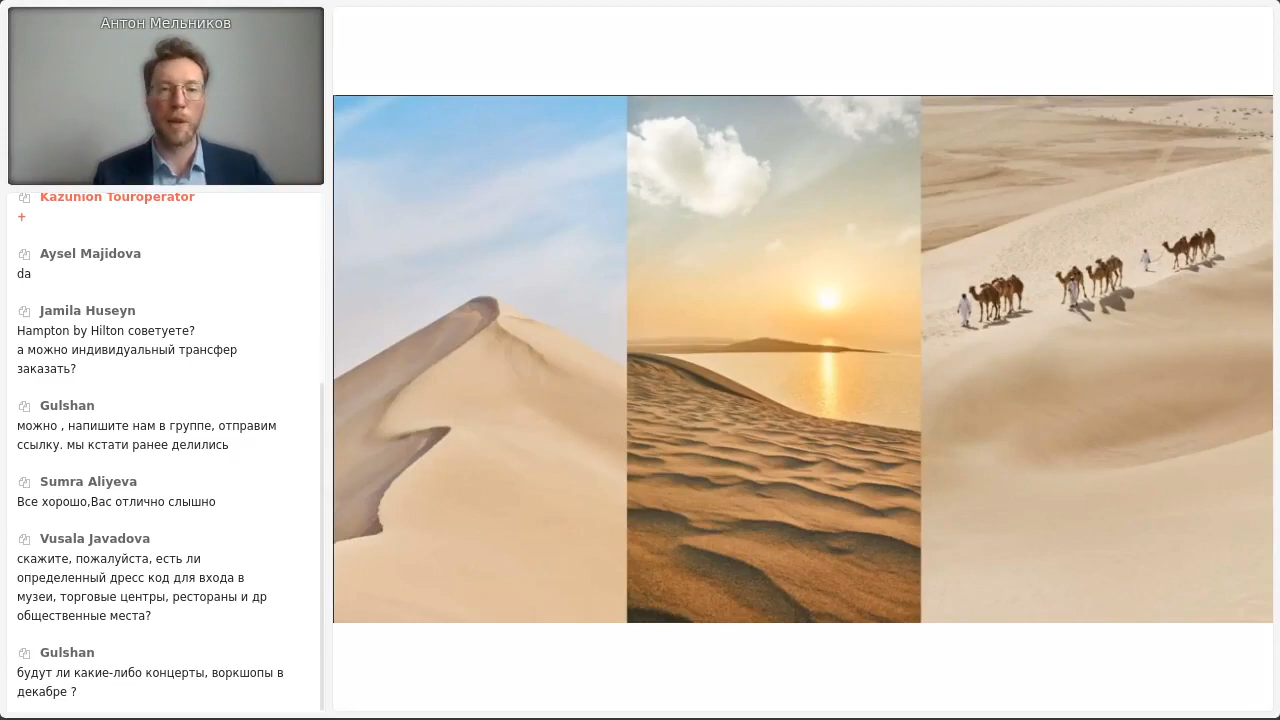 Антон Мельников
Kazunion Touroperator
+
Aysel Majidova
da
Jamila Huseyn
Hampton by Hilton советуете?
а можно индивидуальный трансфер
заказать?
Gulshan
можно , напишите нам в группе, отправим
ссылку. мы кстати ранее делились
Sumra Aliyeva
Все хорошо,Вас отлично слышно
Vusala Javadova
скажите, пожалуйста, есть ли
определенный дресс код для входа в
музеи, торговые центры, рестораны и др
общественные места?
Gulshan
будут ли какие-либо концерты, воркшопы в
декабре ?